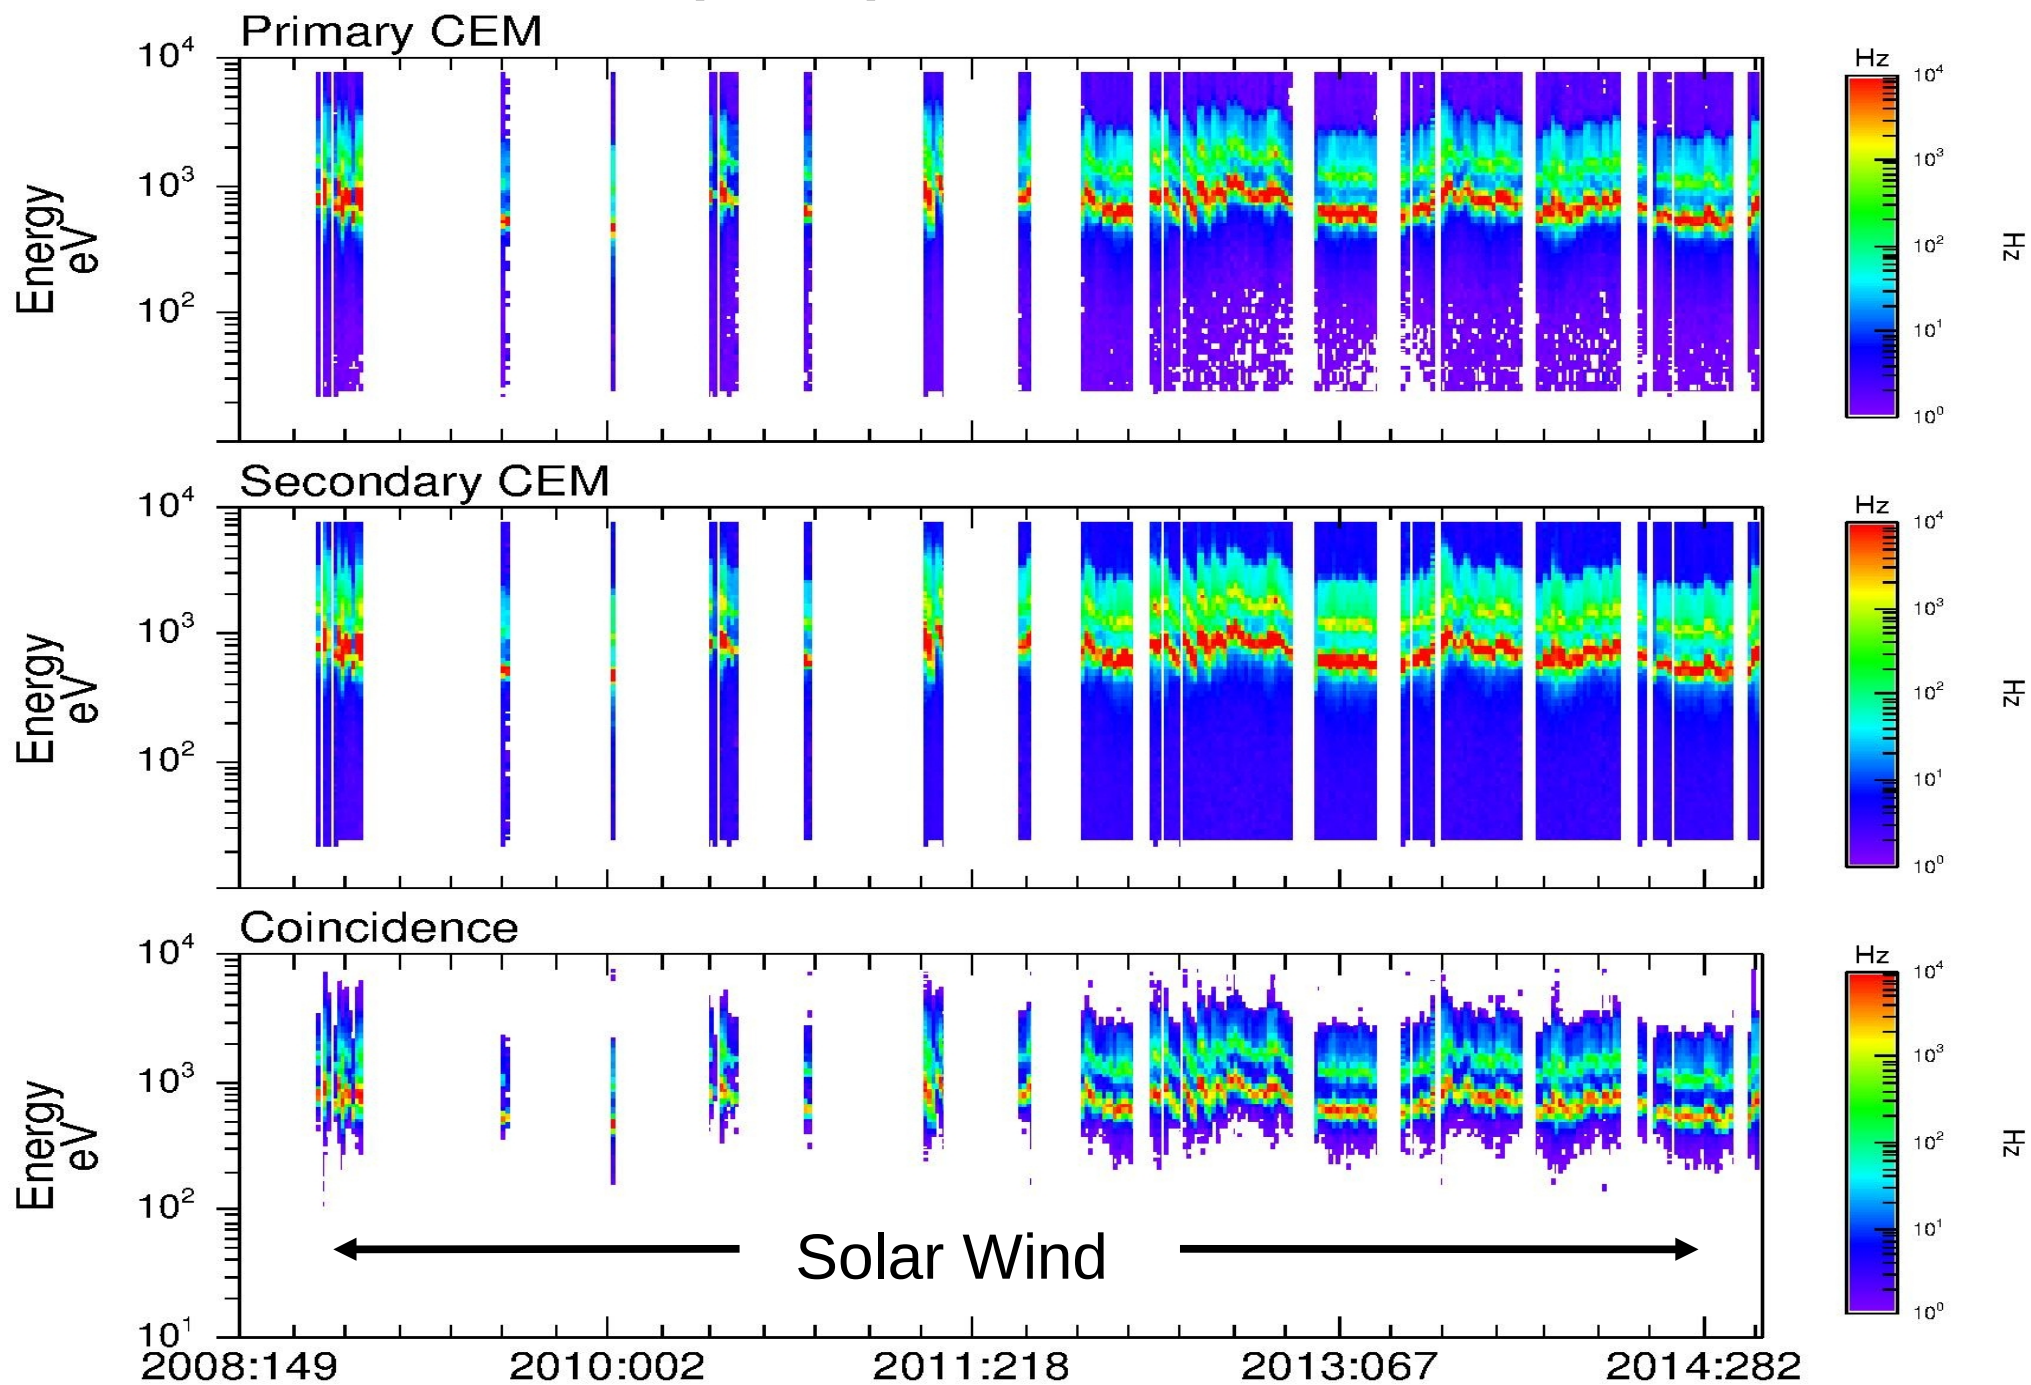 Primary CEM
10⁴
10³
10²
Energy
eV
Hz
10⁴
10³
10²
10¹
10⁰
Hz
Secondary CEM
10⁴
10³
10²
Energy
eV
Hz
10⁴
10³
10²
10¹
10⁰
Hz
Coincidence
10⁴
10³
10²
10¹
Energy
eV
Solar Wind
Hz
10⁴
10³
10²
10¹
10⁰
Hz
2008:149 2010:002 2011:218 2013:067 2014:282